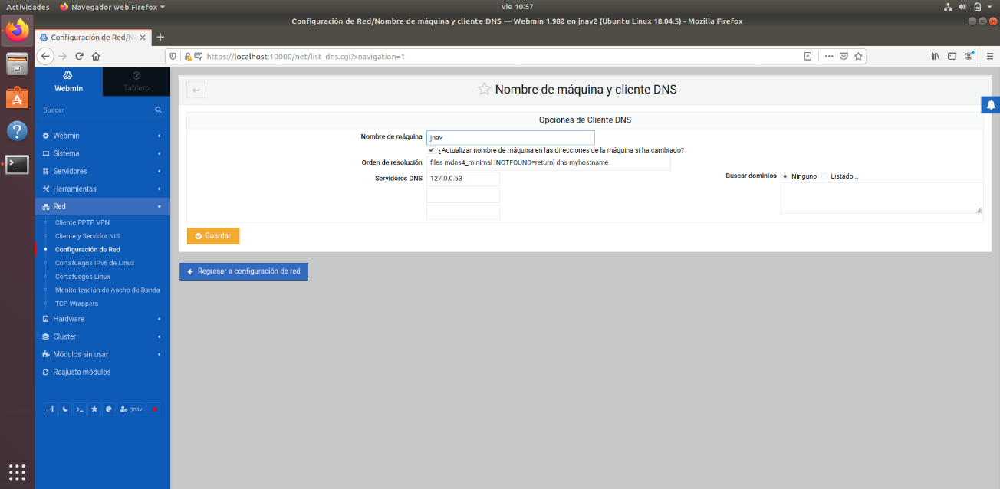 Actividades
Navegador web Firefox
vie 10:57
Configuración de Red/Nombre de máquina y cliente DNS — Webmin 1.982 en jnav2 (Ubuntu Linux 18.04.5) - Mozilla Firefox
Configuración de Red/No
https://localhost:10000/net/list_dns.cgi?xnavigation=1
Webmin
Tablero
Buscar
Webmin
Sistema
Servidores
Herramientas
Red
Cliente PPTP VPN
Cliente y Servidor NIS
Configuración de Red
Cortafuegos IPv6 de Linux
Cortafuegos Linux
Monitorización de Ancho de Banda
TCP Wrappers
Hardware
Cluster
Módulos sin usar
Reajusta módulos
jnav
Nombre de máquina y cliente DNS
Opciones de Cliente DNS
Nombre de máquina jnav
¿Actualizar nombre de máquina en las direcciones de la máquina si ha cambiado?
Orden de resolución files mdns4_minimal [NOTFOUND=return] dns myhostname
Servidores DNS 127.0.0.53
Buscar dominios Ninguno Listado ..
Guardar
Regresar a configuración de red